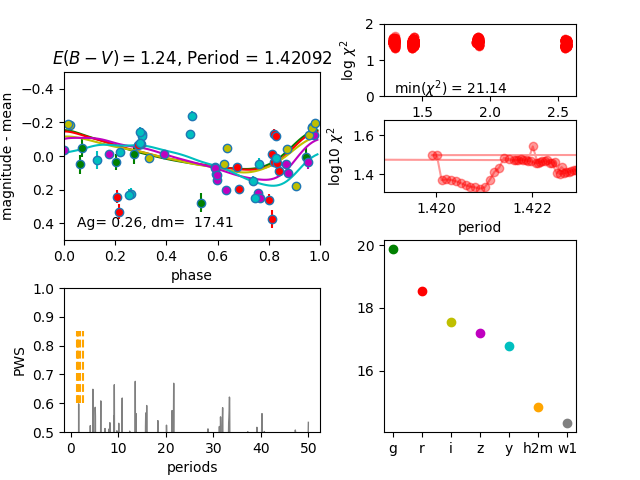 E(B − V) = 1.24, Period = 1.42092
magnitude - mean
−0.4
−0.2
0.0
0.2
0.4
Ag= 0.26, dm=  17.41
0.0 0.2 0.4 0.6 0.8 1.0
phase
log χ²
2
1
0
min(χ²) = 21.14
1.5 2.0 2.5
log10 χ²
1.6
1.4
1.420 1.422
period
PWS
1.0
0.9
0.8
0.7
0.6
0.5
0 10 20 30 40 50
periods
20
18
16
g r i z y h2m w1